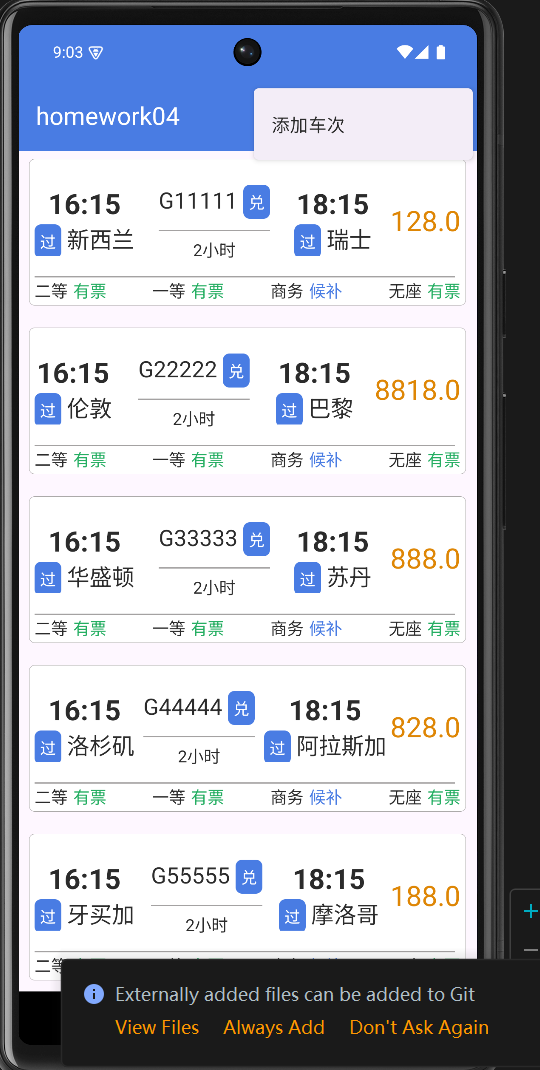 9:03
homework04
添加车次
16:15 G11111 兑 18:15 128.0
过 新西兰 2小时 过 瑞士
二等 有票 一等 有票 商务 候补 无座 有票
16:15 G22222 兑 18:15 8818.0
过 伦敦 2小时 过 巴黎
二等 有票 一等 有票 商务 候补 无座 有票
16:15 G33333 兑 18:15 888.0
过 华盛顿 2小时 过 苏丹
二等 有票 一等 有票 商务 候补 无座 有票
16:15 G44444 兑 18:15 828.0
过 洛杉矶 2小时 过 阿拉斯加
二等 有票 一等 有票 商务 候补 无座 有票
16:15 G55555 兑 18:15 188.0
过 牙买加 2小时 过 摩洛哥
二等
Externally added files can be added to Git
View Files Always Add Don't Ask Again